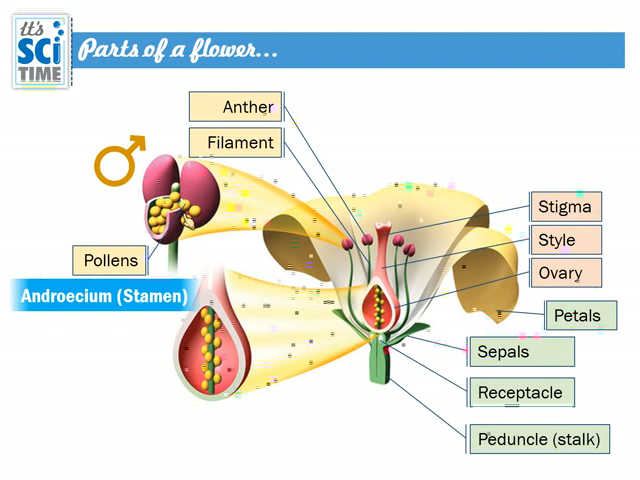 It's
SCi
TIME
Parts of a flower...
Anther
Filament
Stigma
Style
Ovary
Pollens
Androecium (Stamen)
Petals
Sepals
Receptacle
Peduncle (stalk)